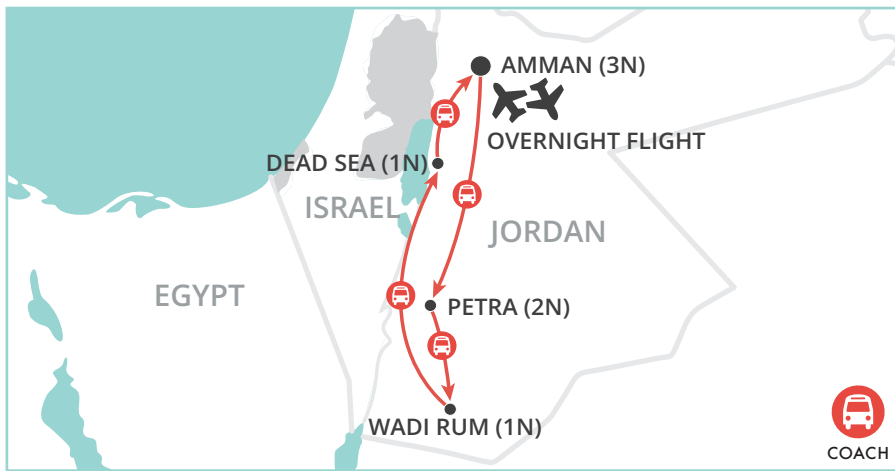 AMMAN (3N)
OVERNIGHT FLIGHT
DEAD SEA (1N)
ISRAEL
JORDAN
EGYPT
PETRA (2N)
WADI RUM (1N)
COACH